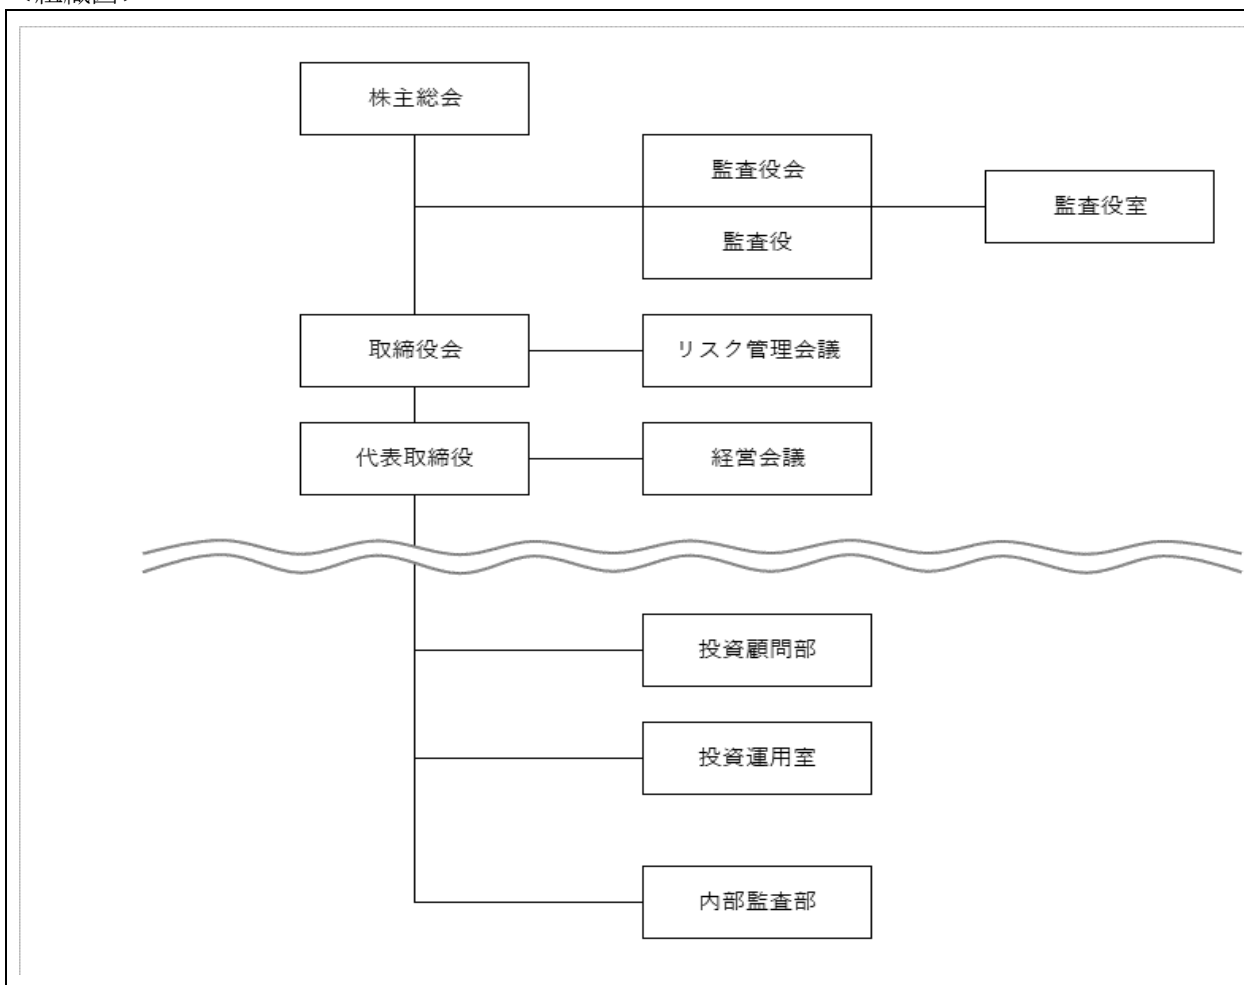 株主総会
監査役会
監査役室
監査役
取締役会
リスク管理会議
代表取締役
経営会議
投資顧問部
投資運用室
内部監査部